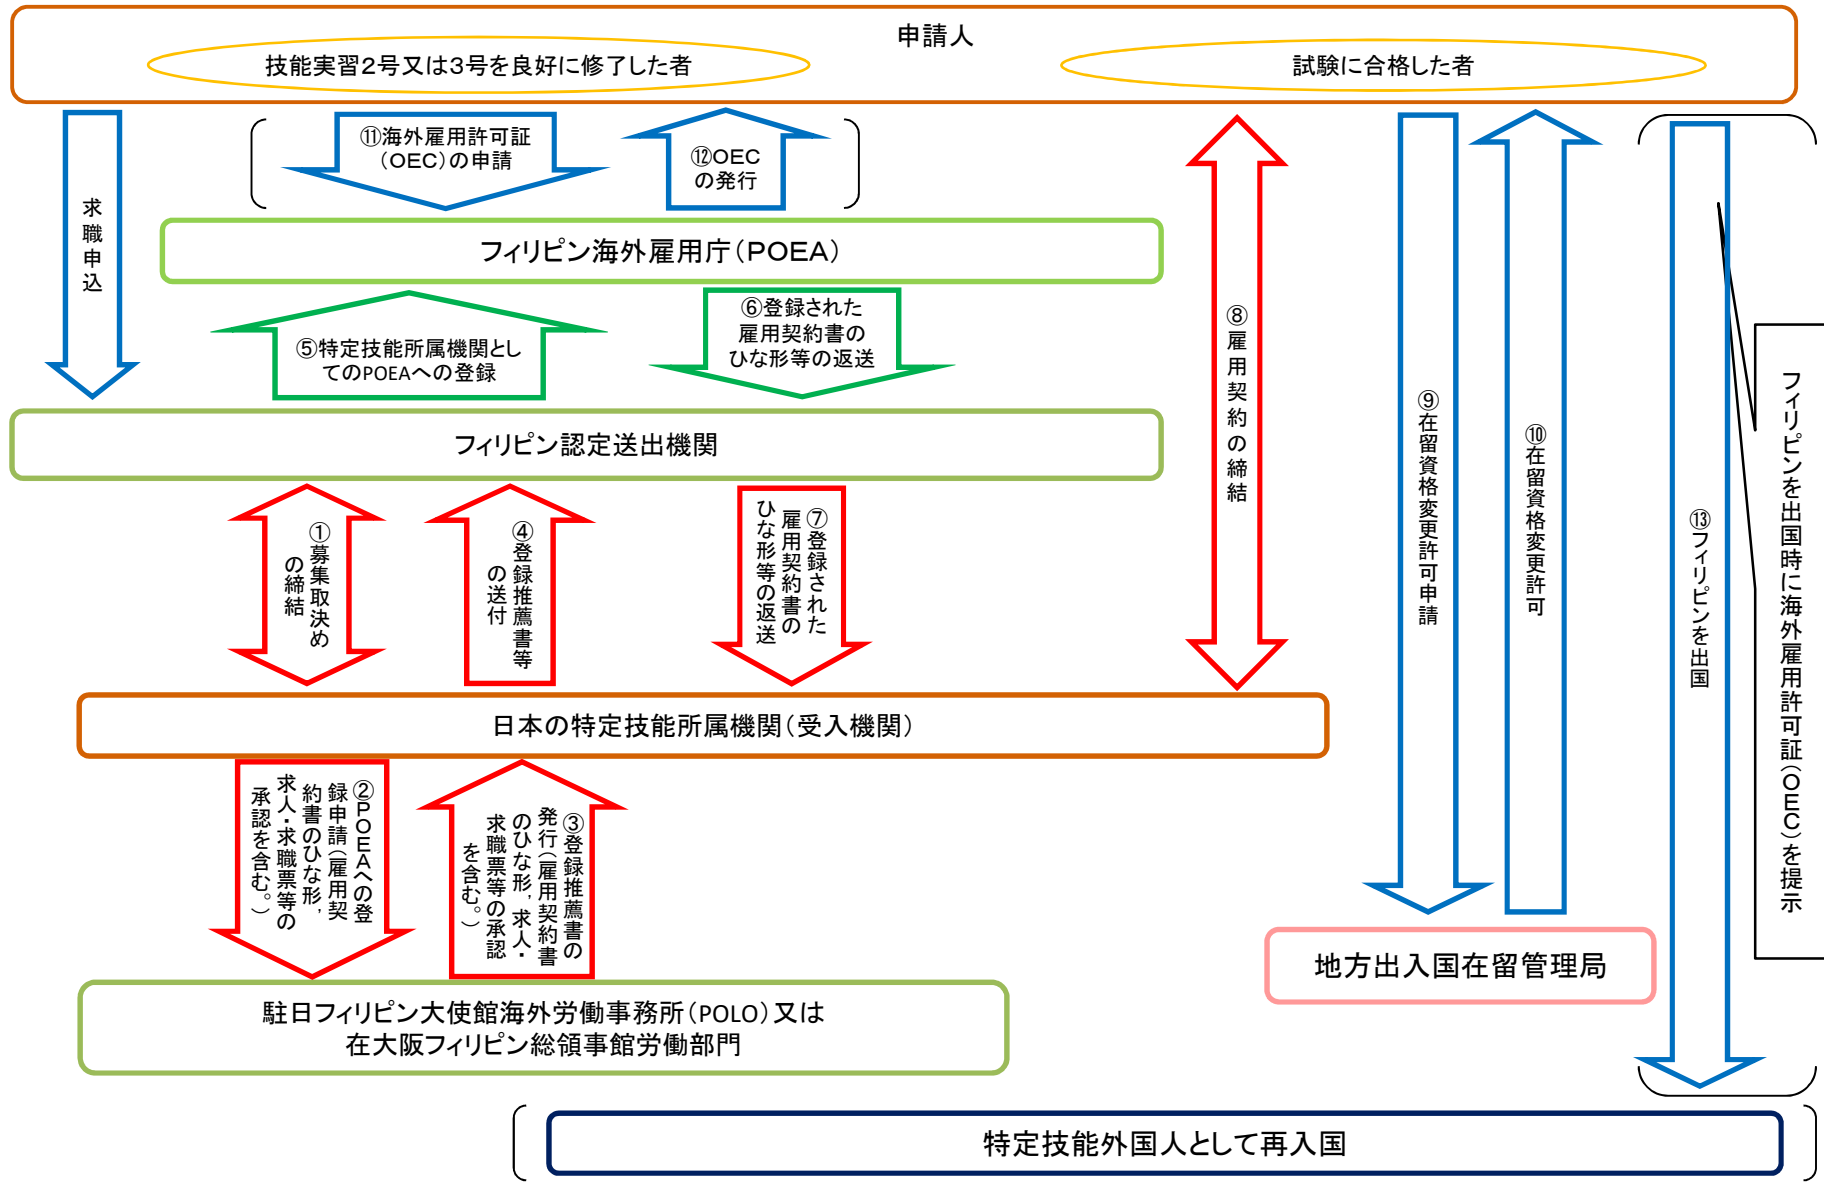 申請人
技能実習2号又は3号を良好に修了した者
試験に合格した者
求職申込
⑪海外雇用許可証
(OEC)の申請
⑫OEC
の発行
フィリピン海外雇用庁(POEA)
⑤特定技能所属機関とし
てのPOEAへの登録
⑥登録された
雇用契約書の
ひな形等の返送
フィリピン認定送出機関
①募集取決め
の締結
④登録推薦書等
の送付
⑦登録された
雇用契約書の
ひな形等の返送
⑧雇用契約の締結
⑨在留資格変更許可申請
⑩在留資格変更許可
⑬フィリピンを出国
フィリピンを出国時に海外雇用許可証(OEC)を提示
日本の特定技能所属機関(受入機関)
②POEAへの登
録申請(雇用契
約書のひな形,
求人・求職票等の
承認を含む。)
③登録推薦書の
発行(雇用契約書
のひな形,求人・
求職票等の承認
を含む。)
地方出入国在留管理局
駐日フィリピン大使館海外労働事務所(POLO)又は
在大阪フィリピン総領事館労働部門
特定技能外国人として再入国